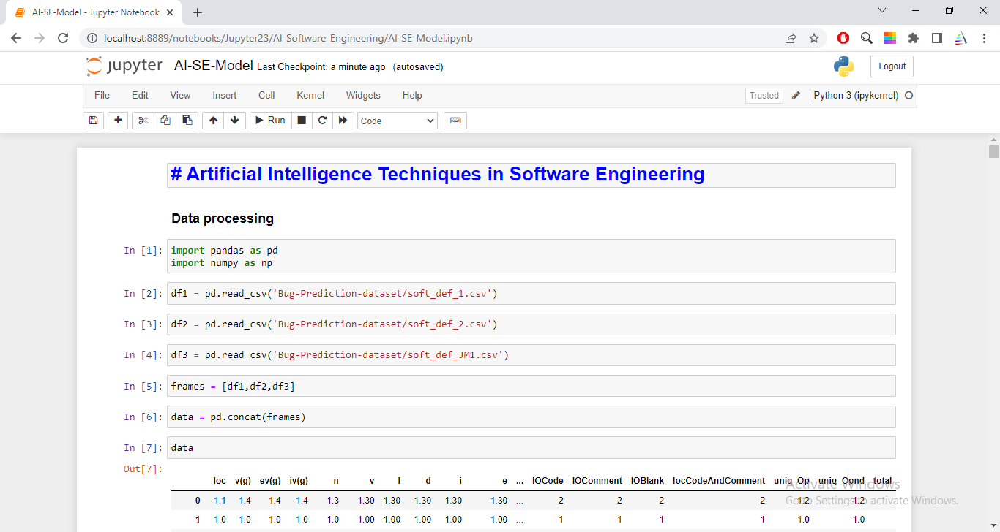 AI-SE-Model - Jupyter Notebook
localhost:8889/notebooks/Jupyter23/AI-Software-Engineering/AI-SE-Model.ipynb
jupyter AI-SE-Model Last Checkpoint: a minute ago (autosaved)
Logout
File Edit View Insert Cell Kernel Widgets Help
Trusted Python 3 (ipykernel)
Run Code
# Artificial Intelligence Techniques in Software Engineering
Data processing
In [1]: import pandas as pd
import numpy as np
In [2]: df1 = pd.read_csv('Bug-Prediction-dataset/soft_def_1.csv')
In [3]: df2 = pd.read_csv('Bug-Prediction-dataset/soft_def_2.csv')
In [4]: df3 = pd.read_csv('Bug-Prediction-dataset/soft_def_JM1.csv')
In [5]: frames = [df1,df2,df3]
In [6]: data = pd.concat(frames)
In [7]: data
Out[7]:
loc v(g) ev(g) iv(g) n v l d i e ... lOCode lOComment lOBlank locCodeAndComment uniq_Op uniq_Opnd total_
0 1.1 1.4 1.4 1.4 1.3 1.30 1.30 1.30 1.30 1.30 ... 2 2 2 2 1.2 1.2
1 1.0 1.0 1.0 1.0 1.0 1.00 1.00 1.00 1.00 1.00 ... 1 1 1 1 1.0 1.0
Activate Windows
Go to Settings to activate Windows.